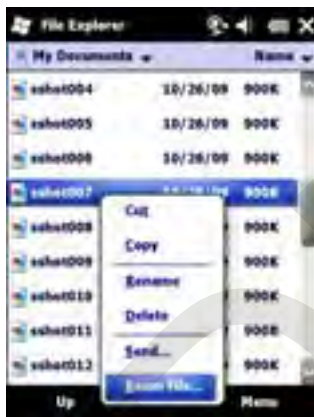 File Explorer
My Documents Name
sshot004 10/26/09 900K
sshot005 10/26/09 900K
sshot006 10/26/09 900K
sshot007 900K
sshot008 900K
sshot009 900K
sshot010 900K
sshot011 900K
sshot012 900K
Cut
Copy
Rename
Delete
Send...
Beam File...
Up Menu